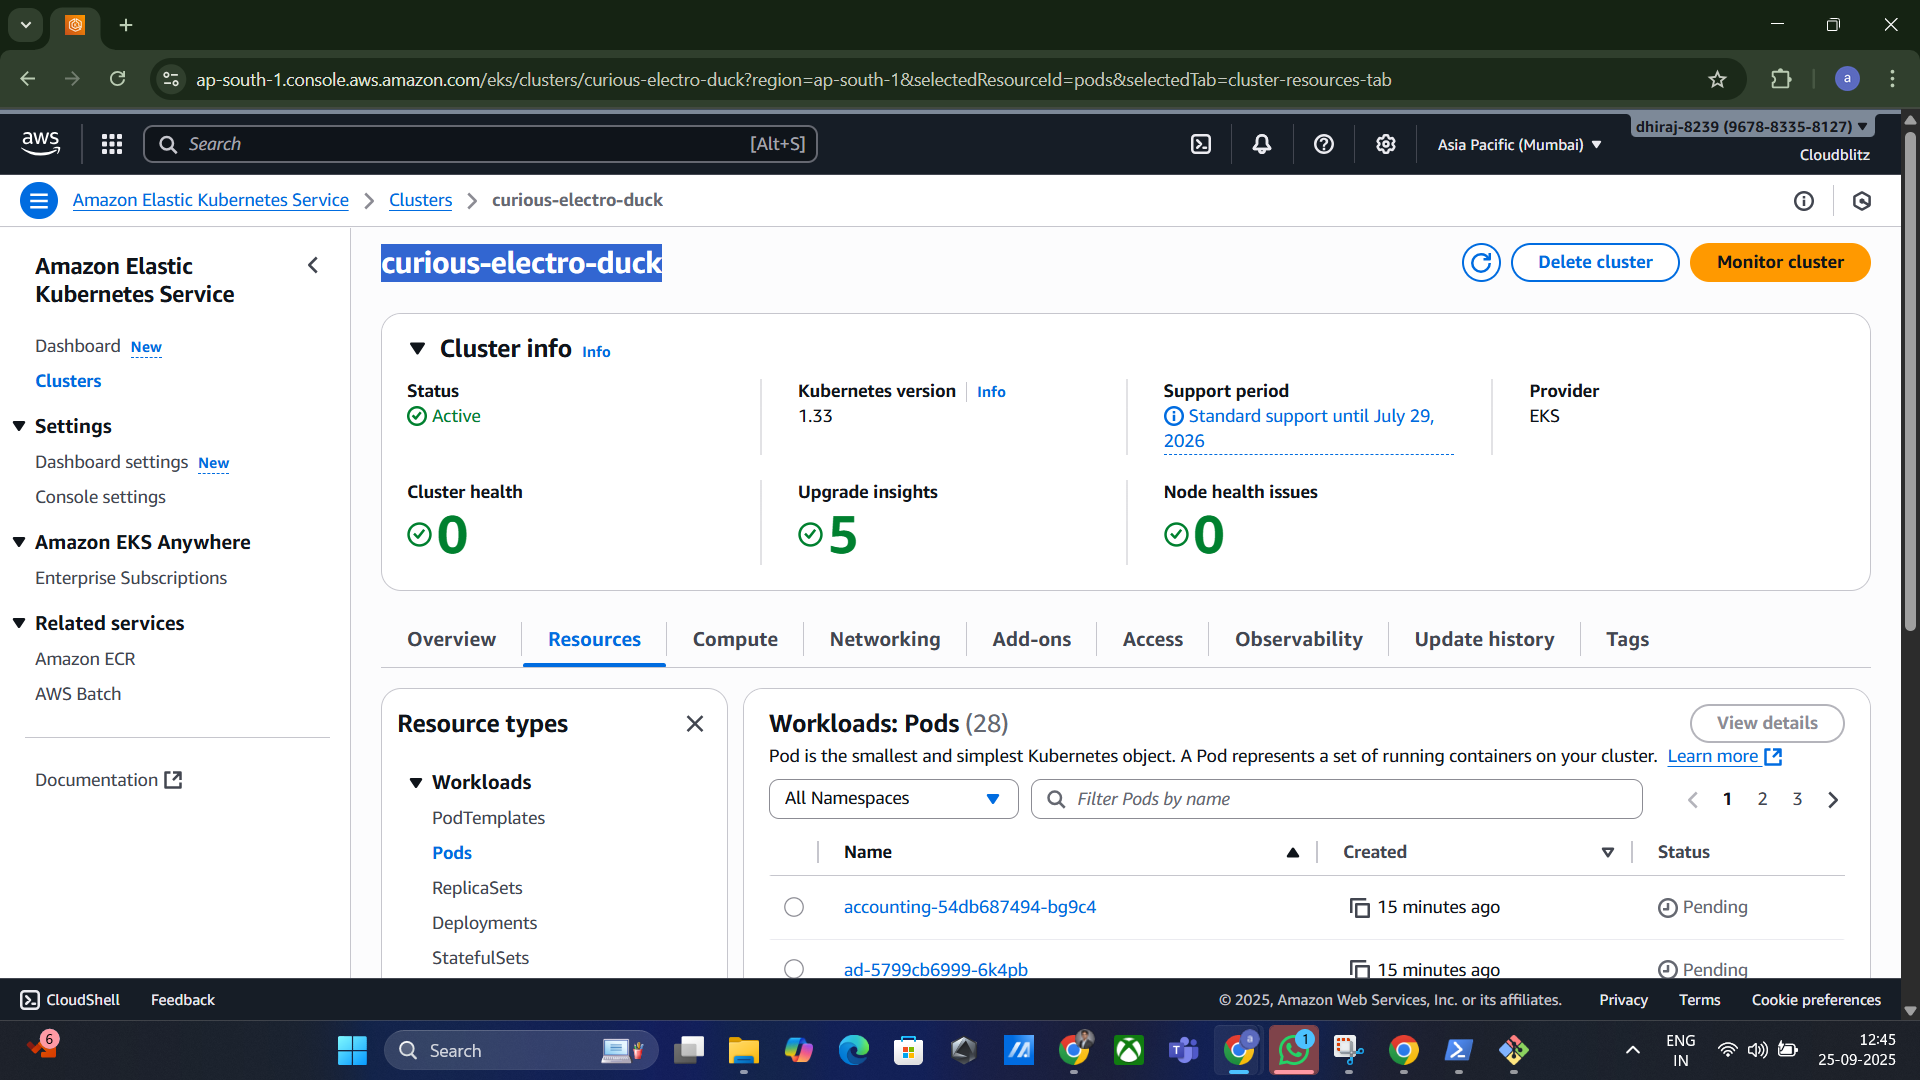 ap-south-1.console.aws.amazon.com/eks/clusters/curious-electro-duck?region=ap-south-1&selectedResourceId=pods&selectedTab=cluster-resources-tab
a
aws
Search
[Alt+S]
Asia Pacific (Mumbai)
dhiraj-8239 (9678-8335-8127)
Cloudblitz
Amazon Elastic Kubernetes Service
Clusters
curious-electro-duck
Amazon Elastic
Kubernetes Service
Dashboard New
Clusters
Settings
Dashboard settings New
Console settings
Amazon EKS Anywhere
Enterprise Subscriptions
Related services
Amazon ECR
AWS Batch
Documentation
curious-electro-duck
Delete cluster
Monitor cluster
Cluster info Info
Status
Active
Kubernetes version
Info
1.33
Support period
Standard support until July 29,
2026
Provider
EKS
Cluster health
0
Upgrade insights
5
Node health issues
0
Overview
Resources
Compute
Networking
Add-ons
Access
Observability
Update history
Tags
Resource types
Workloads
PodTemplates
Pods
ReplicaSets
Deployments
StatefulSets
Workloads: Pods (28)
View details
Pod is the smallest and simplest Kubernetes object. A Pod represents a set of running containers on your cluster. Learn more
All Namespaces
Filter Pods by name
1 2 3
Name
Created
Status
accounting-54db687494-bg9c4
15 minutes ago
Pending
ad-5799cb6999-6k4pb
15 minutes ago
Pending
CloudShell
Feedback
© 2025, Amazon Web Services, Inc. or its affiliates.
Privacy
Terms
Cookie preferences
6
Search
a
1
ENG
IN
12:45
25-09-2025